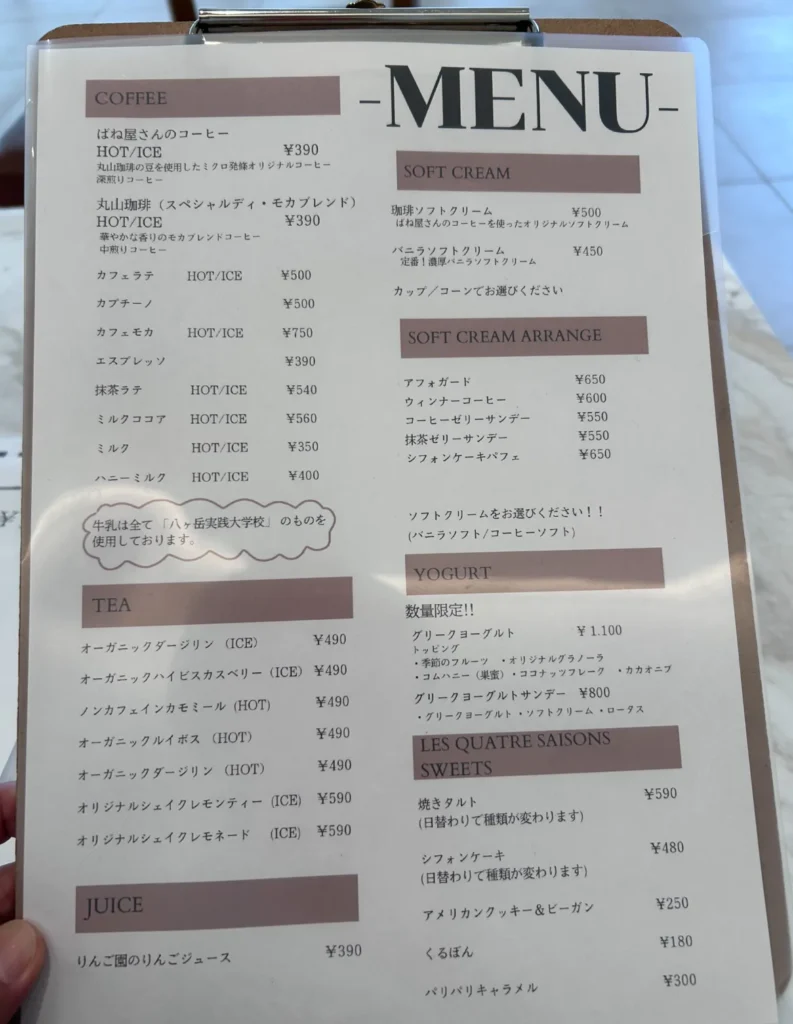 -MENU-
COFFEE
ばね屋さんのコーヒー
HOT/ICE ¥390
丸山珈琲の豆を使用したミクロ発條オリジナルコーヒー
深煎りコーヒー
丸山珈琲（スペシャルディ・モカブレンド）
HOT/ICE ¥390
華やかな香りのモカブレンドコーヒー
中煎りコーヒー
カフェラテ HOT/ICE ¥500
カプチーノ ¥500
カフェモカ HOT/ICE ¥750
エスプレッソ ¥390
抹茶ラテ HOT/ICE ¥540
ミルクココア HOT/ICE ¥560
ミルク HOT/ICE ¥350
ハニーミルク HOT/ICE ¥400
牛乳は全て「八ヶ岳実践大学校」のものを
使用しております。
TEA
オーガニックダージリン （ICE） ¥490
オーガニックハイビスカスベリー（ICE） ¥490
ノンカフェインカモミール (HOT) ¥490
オーガニックルイボス （HOT） ¥490
オーガニックダージリン （HOT） ¥490
オリジナルシェイクレモンティー (ICE) ¥590
オリジナルシェイクレモネード (ICE) ¥590
JUICE
りんご園のりんごジュース ¥390
SOFT CREAM
珈琲ソフトクリーム ¥500
ばね屋さんのコーヒーを使ったオリジナルソフトクリーム
バニラソフトクリーム ¥450
定番！濃厚バニラソフトクリーム
カップ／コーンでお選びください
SOFT CREAM ARRANGE
アフォガード ¥650
ウィンナーコーヒー ¥600
コーヒーゼリーサンデー ¥550
抹茶ゼリーサンデー ¥550
シフォンケーキパフェ ¥650
ソフトクリームをお選びください！！
(バニラソフト/コーヒーソフト)
YOGURT
数量限定!!
グリークヨーグルト ¥ 1.100
トッピング
・季節のフルーツ ・オリジナルグラノーラ
・コムハニー（巣蜜）・ココナッツフレーク ・カカオニブ
グリークヨーグルトサンデー ¥800
・グリークヨーグルト ・ソフトクリーム ・ロータス
LES QUATRE SAISONS
SWEETS
焼きタルト ¥590
(日替わりで種類が変わります)
シフォンケーキ ¥480
(日替わりで種類が変わります)
アメリカンクッキー＆ビーガン ¥250
くるぽん ¥180
パリパリキャラメル ¥300